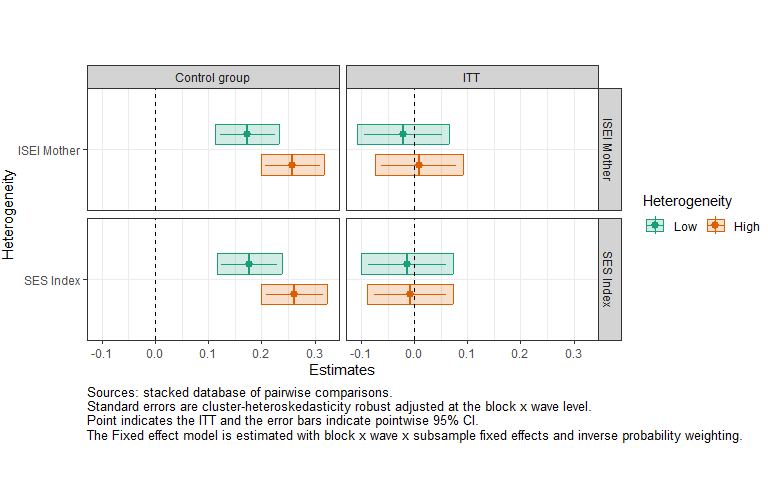 Control group
ITT
Heterogeneity
ISEI Mother
ISEI Mother
SES Index
SES Index
Heterogeneity
Low
High
-0.1
0.0
0.1
0.2
0.3
-0.1
0.0
0.1
0.2
0.3
Estimates
Sources: stacked database of pairwise comparisons.
Standard errors are cluster-heteroskedasticity robust adjusted at the block x wave level.
Point indicates the ITT and the error bars indicate pointwise 95% CI.
The Fixed effect model is estimated with block x wave x subsample fixed effects and inverse probability weighting.